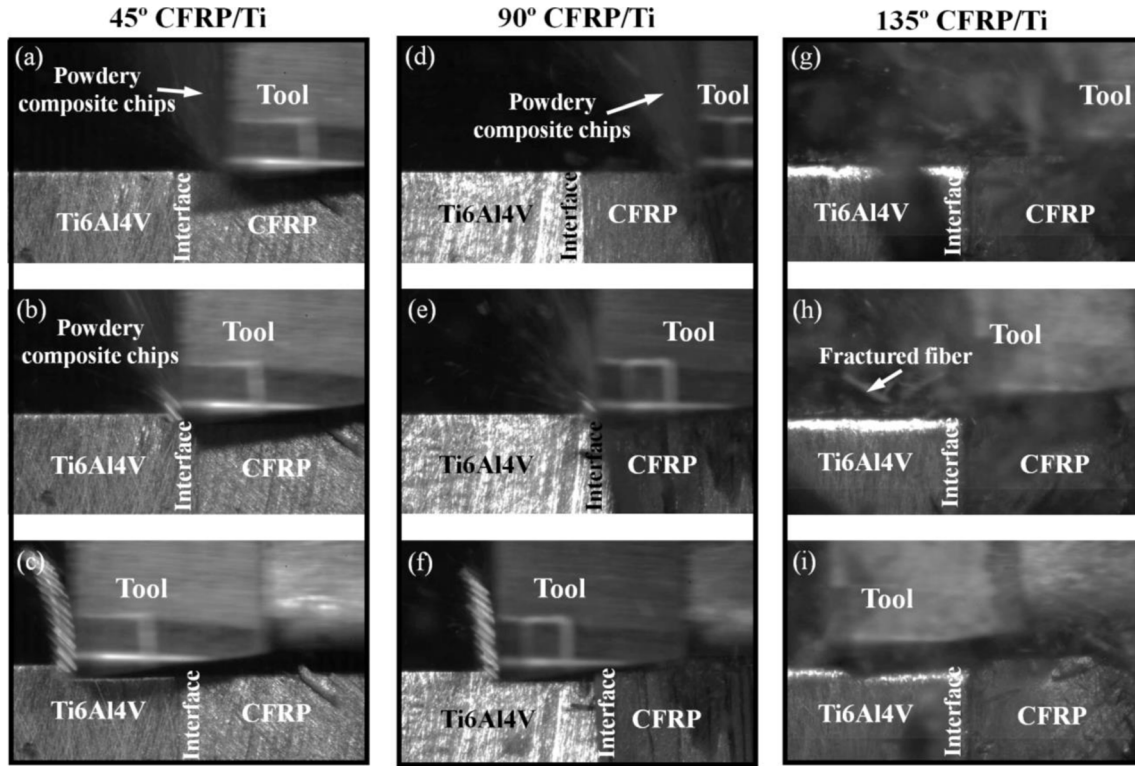 45º CFRP/Ti
90º CFRP/Ti
135º CFRP/Ti
(a)
Powdery
composite chips
Tool
Ti6Al4V
Interface
CFRP
(d)
Powdery
composite chips
Tool
Ti6Al4V
Interface
CFRP
(g)
Tool
Ti6Al4V
Interface
CFRP
(b)
Powdery
composite chips
Tool
Ti6Al4V
Interface
CFRP
(e)
Tool
Ti6Al4V
Interface
CFRP
(h)
Tool
Fractured fiber
Ti6Al4V
Interface
CFRP
(c)
Tool
Ti6Al4V
Interface
CFRP
(f)
Tool
Ti6Al4V
Interface
CFRP
(i)
Tool
Ti6Al4V
Interface
CFRP